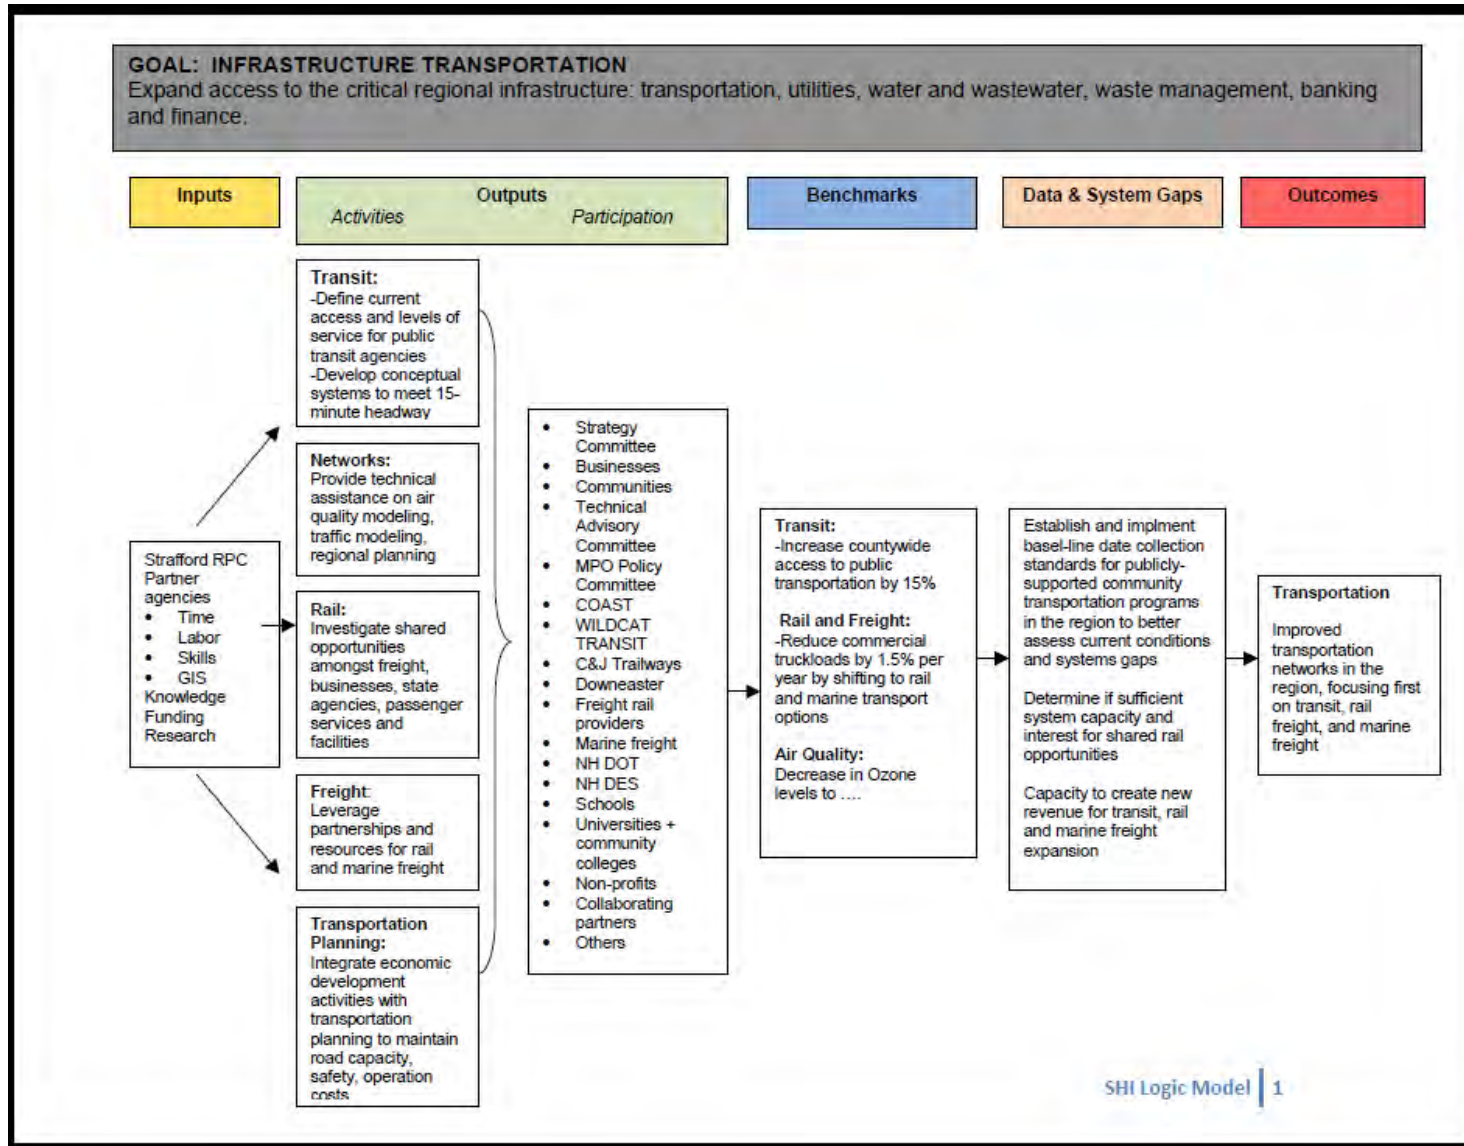 GOAL: INFRASTRUCTURE TRANSPORTATION
Expand access to the critical regional infrastructure: transportation, utilities, water and wastewater, waste management, banking
and finance.
Inputs
Outputs
Activities Participation
Benchmarks
Data & System Gaps
Outcomes
Strafford RPC
Partner
agencies
• Time
• Labor
• Skills
• GIS
Knowledge
Funding
Research
Transit:
-Define current
access and levels of
service for public
transit agencies
-Develop conceptual
systems to meet 15-
minute headway
Networks:
Provide technical
assistance on air
quality modeling,
traffic modeling,
regional planning
Rail:
Investigate shared
opportunities
amongst freight,
businesses, state
agencies, passenger
services and
facilities
Freight:
Leverage
partnerships and
resources for rail
and marine freight
Transportation
Planning:
Integrate economic
development
activities with
transportation
planning to maintain
road capacity,
safety, operation
costs
• Strategy
Committee
• Businesses
• Communities
• Technical
Advisory
Committee
• MPO Policy
Committee
• COAST
• WILDCAT
TRANSIT
• C&J Trailways
• Downeaster
• Freight rail
providers
• Marine freight
• NH DOT
• NH DES
• Schools
• Universities +
community
colleges
• Non-profits
• Collaborating
partners
• Others
Transit:
-Increase countywide
access to public
transportation by 15%
Rail and Freight:
-Reduce commercial
truckloads by 1.5% per
year by shifting to rail
and marine transport
options
Air Quality:
Decrease in Ozone
levels to ....
Establish and implment
basel-line date collection
standards for publicly-
supported community
transportation programs
in the region to better
assess current conditions
and systems gaps
Determine if sufficient
system capacity and
interest for shared rail
opportunities
Capacity to create new
revenue for transit, rail
and marine freight
expansion
Transportation
Improved
transportation
networks in the
region, focusing first
on transit, rail
freight, and marine
freight
SHI Logic Model | 1